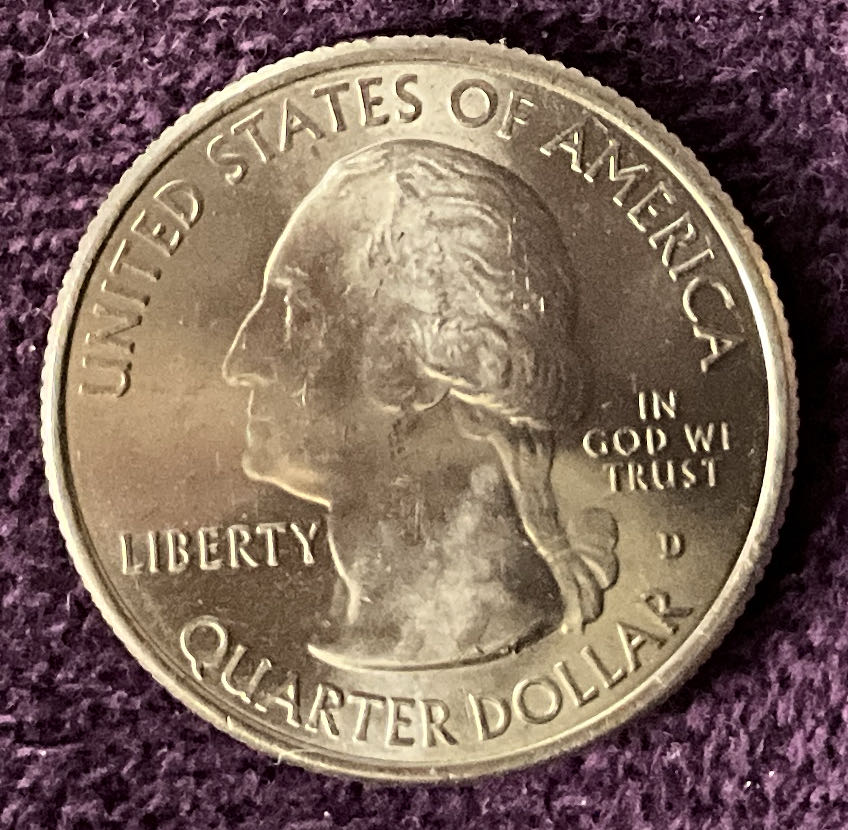 UNITED STATES OF AMERICA
IN
GOD WI
TRUST
LIBERTY
D
QUARTER DOLLAR